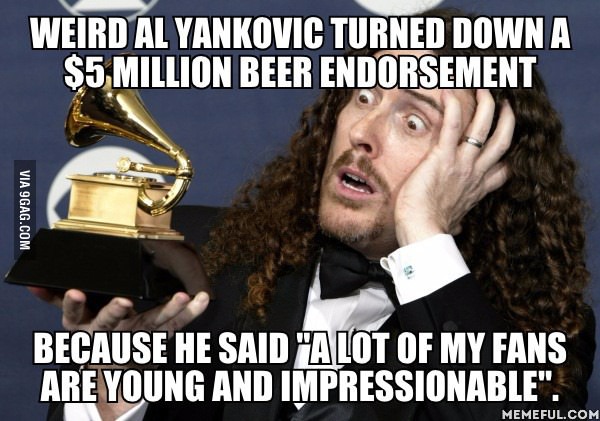 WEIRD AL YANKOVIC TURNED DOWN A
$5 MILLION BEER ENDORSEMENT
VIA 9GAG.COM
BECAUSE HE SAID "A LOT OF MY FANS
ARE YOUNG AND IMPRESSIONABLE".
MEMEFUL.COM